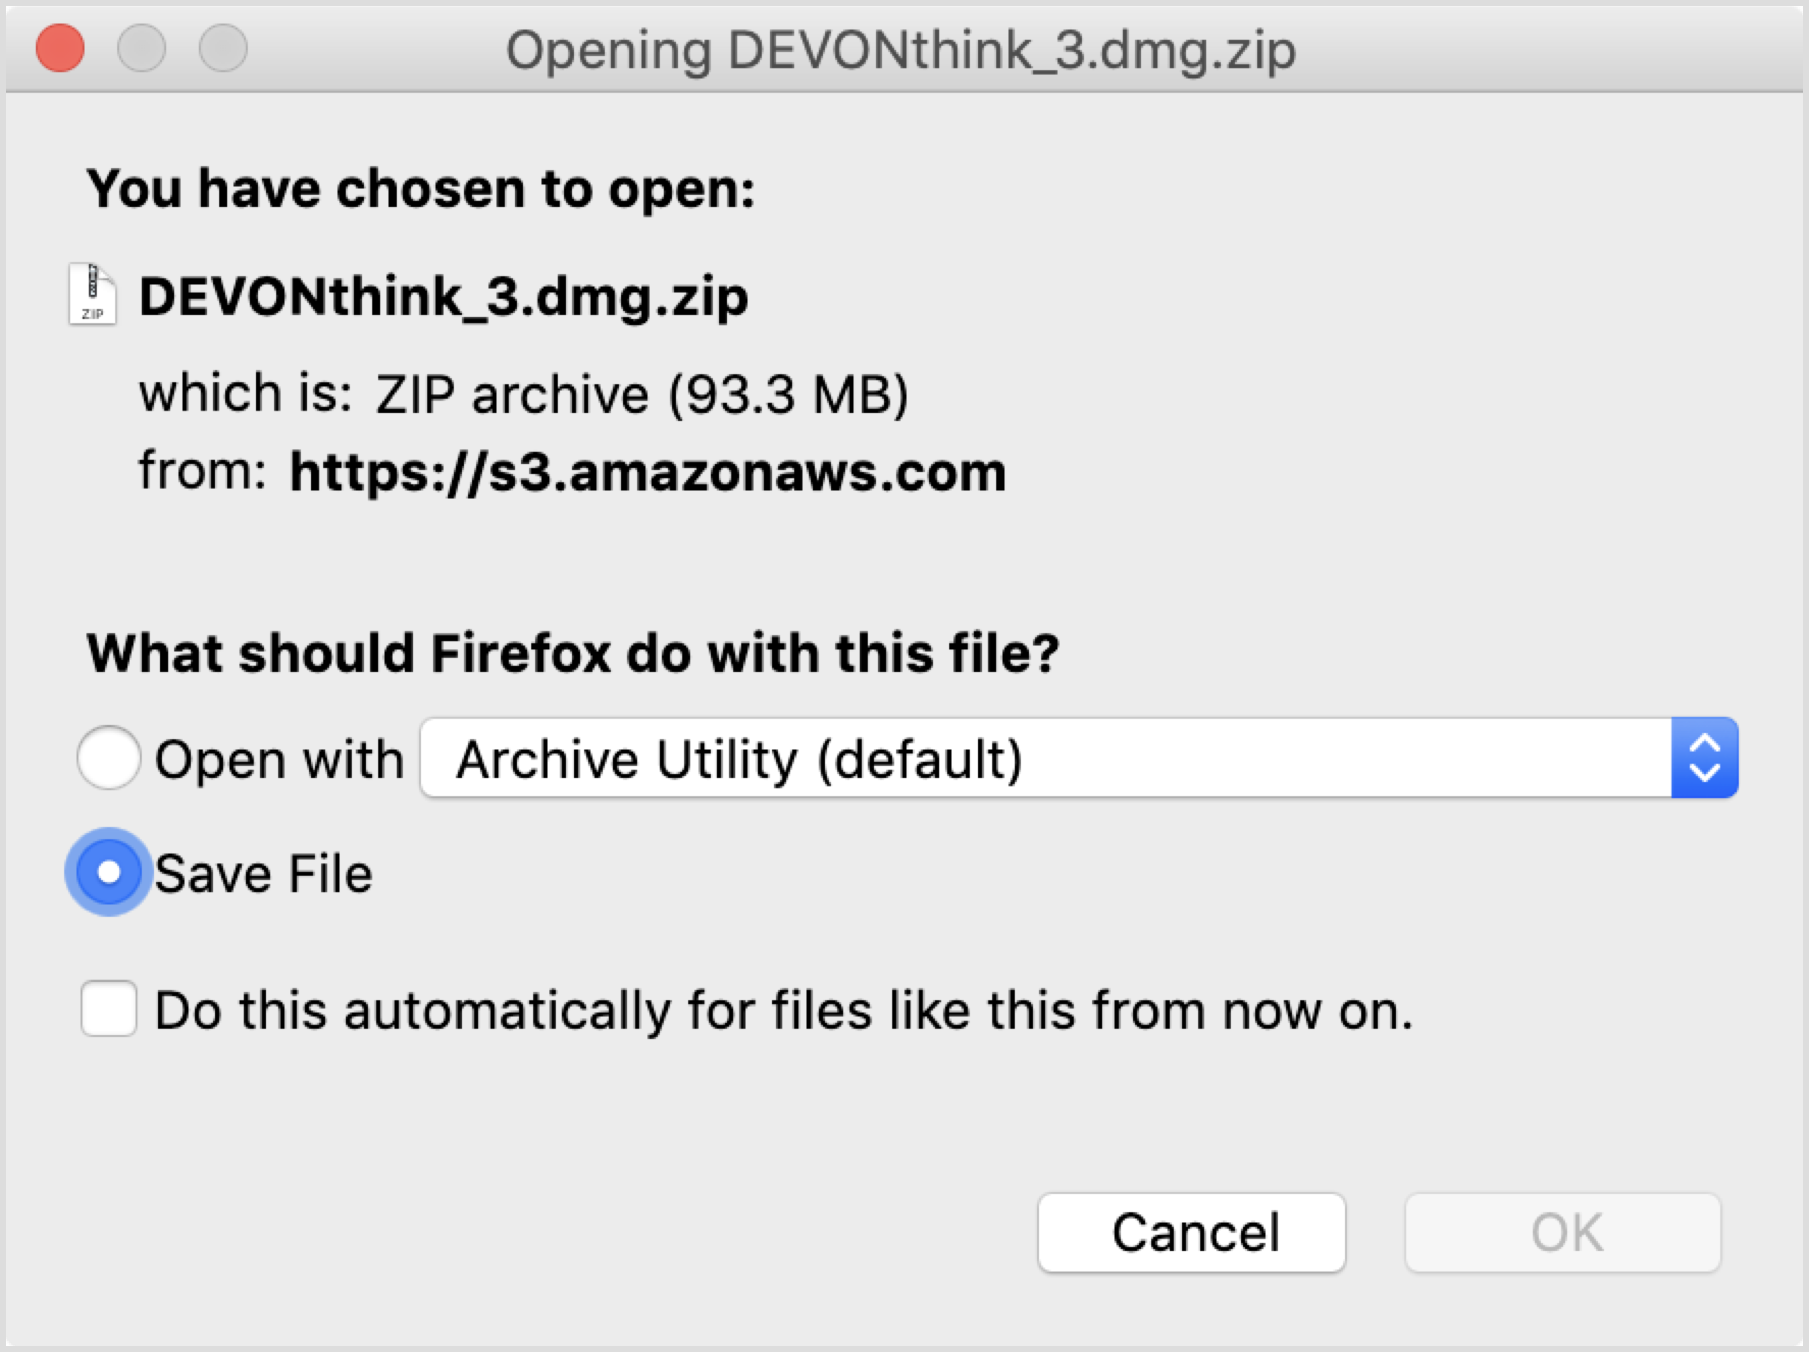 Opening DEVONthink_3.dmg.zip
You have chosen to open:
ZIP
DEVONthink_3.dmg.zip
which is: ZIP archive (93.3 MB)
from: https://s3.amazonaws.com
What should Firefox do with this file?
Open with Archive Utility (default)
Save File
Do this automatically for files like this from now on.
Cancel OK